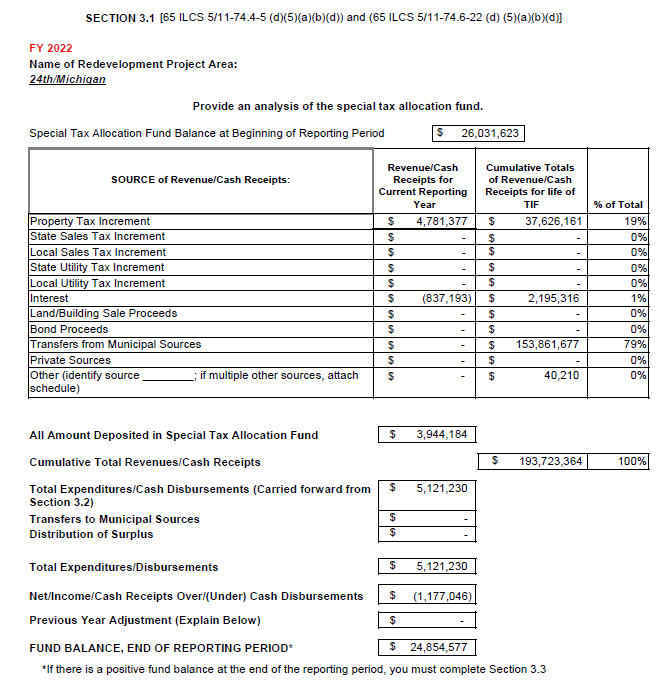 SECTION 3.1 [65 ILCS 5/11-74.4-5 (d)(5)(a)(b)(d)) and (65 ILCS 5/11-74.6-22 (d) (5)(a)(b)(d)]
FY 2022
Name of Redevelopment Project Area:
24th/Michigan
Provide an analysis of the special tax allocation fund.
Special Tax Allocation Fund Balance at Beginning of Reporting Period $ 26,031,623
SOURCE of Revenue/Cash Receipts:
Revenue/Cash
Receipts for
Current Reporting
Year
Cumulative Totals
of Revenue/Cash
Receipts for life of
TIF
% of Total
Property Tax Increment $ 4,781,377 $ 37,626,161 19%
State Sales Tax Increment $ - $ - 0%
Local Sales Tax Increment $ - $ - 0%
State Utility Tax Increment $ - $ - 0%
Local Utility Tax Increment $ - $ - 0%
Interest $ (837,193) $ 2,195,316 1%
Land/Building Sale Proceeds $ - $ - 0%
Bond Proceeds $ - $ - 0%
Transfers from Municipal Sources $ - $ 153,861,677 79%
Private Sources $ - $ - 0%
Other (identify source ________; if multiple other sources, attach $ - $ 40,210 0%
schedule)
All Amount Deposited in Special Tax Allocation Fund $ 3,944,184
Cumulative Total Revenues/Cash Receipts $ 193,723,364 100%
Total Expenditures/Cash Disbursements (Carried forward from $ 5,121,230
Section 3.2)
Transfers to Municipal Sources $ -
Distribution of Surplus $ -
Total Expenditures/Disbursements $ 5,121,230
Net/Income/Cash Receipts Over/(Under) Cash Disbursements $ (1,177,046)
Previous Year Adjustment (Explain Below) $ -
FUND BALANCE, END OF REPORTING PERIOD* $ 24,854,577
*If there is a positive fund balance at the end of the reporting period, you must complete Section 3.3